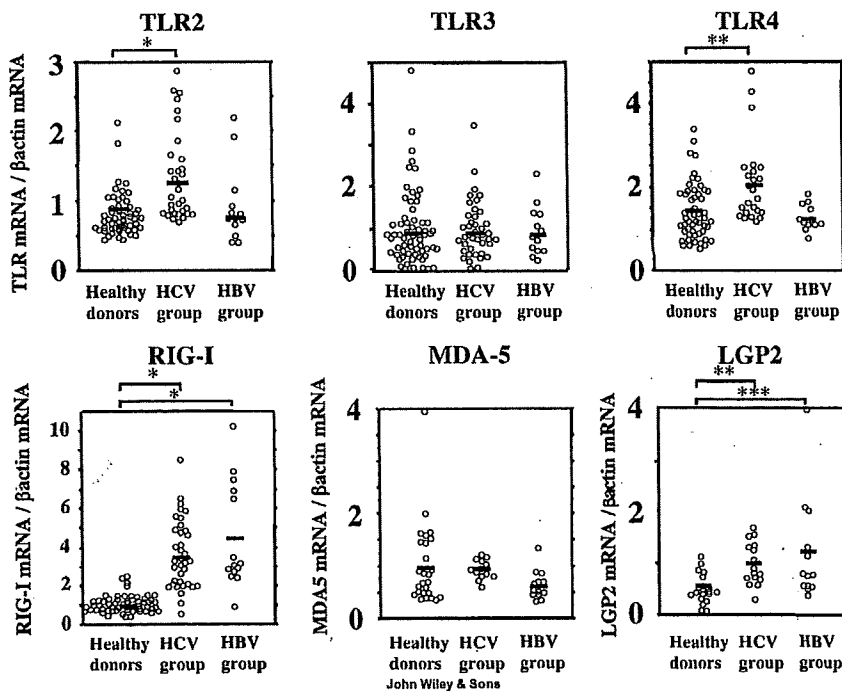 TLR2 TLR3 TLR4
* **
TLR mRNA / βactin mRNA
3
2
1
0
4
2
0
4
2
0
Healthy donors HCV group HBV group Healthy donors HCV group HBV group Healthy donors HCV group HBV group
RIG-I MDA-5 LGP2
* **
* ***
RIG-I mRNA / βactin mRNA
10
8
6
4
2
0
MDA5 mRNA / βactin mRNA
4
2
0
LGP2 mRNA / βactin mRNA
4
2
0
Healthy donors HCV group HBV group Healthy donors HCV group HBV group Healthy donors HCV group HBV group
John Wiley & Sons